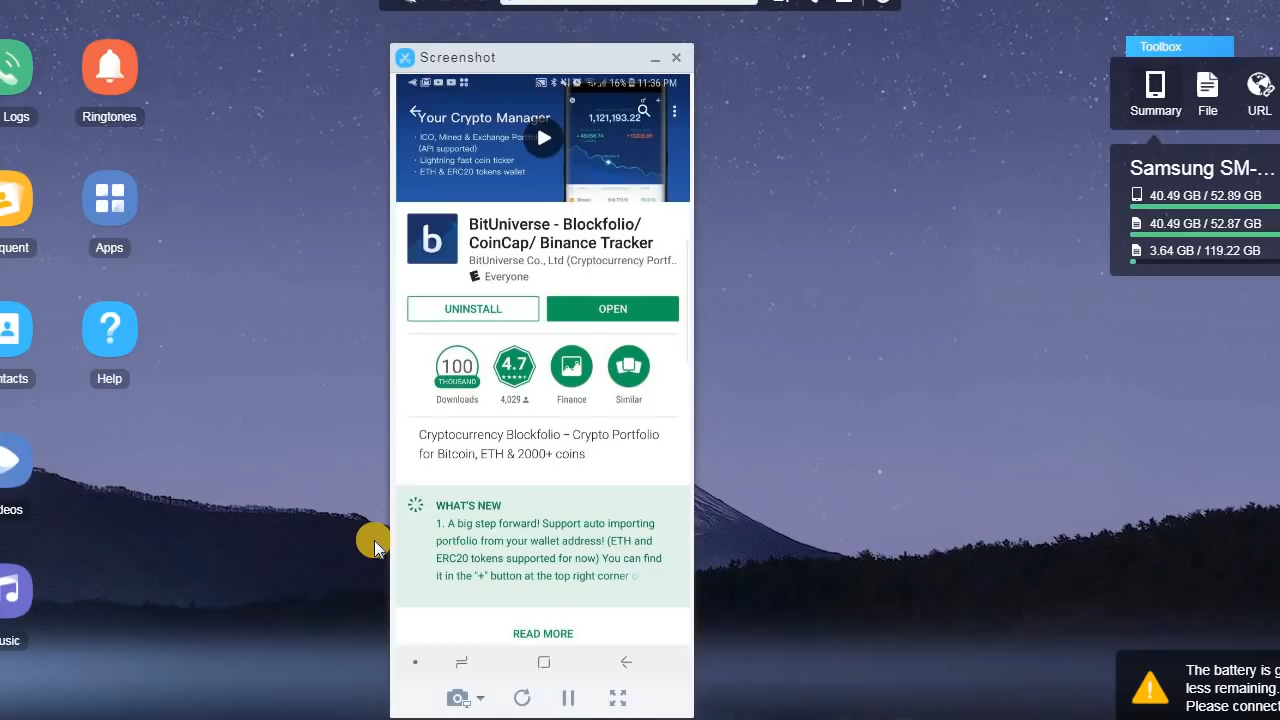 Logs
Ringtones
quent
Apps
ntacts
Help
deos
usic
Screenshot
16% 11:36 PM
Your Crypto Manager
· ICO, Mined & Exchange Portfo
(API supported)
· Lightning fast coin ticker
· ETH & ERC20 tokens wallet
1,121,193.22
Bitcoin
b
BitUniverse - Blockfolio/
CoinCap/ Binance Tracker
BitUniverse Co., Ltd (Cryptocurrency Portf..
E Everyone
UNINSTALL
OPEN
100
THOUSAND
Downloads
4.7
4,029
Finance
Similar
Cryptocurrency Blockfolio – Crypto Portfolio
for Bitcoin, ETH & 2000+ coins
WHAT'S NEW
1. A big step forward! Support auto importing
portfolio from your wallet address! (ETH and
ERC20 tokens supported for now) You can find
it in the "+" button at the top right corner
READ MORE
Toolbox
Summary
File
URL
Samsung SM-...
40.49 GB / 52.89 GB
40.49 GB / 52.89 GB
3.64 GB / 119.22 GB
The battery is g
less remaining.
Please connect